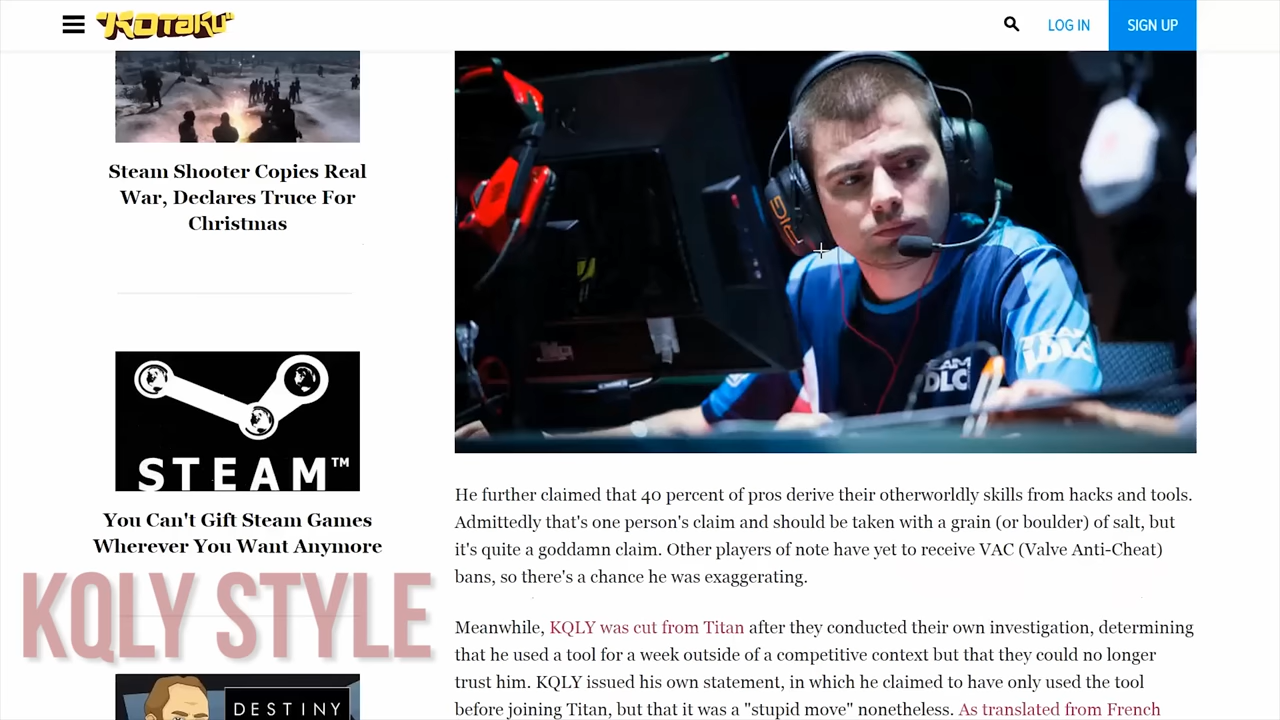 KOTAKU
LOG IN
SIGN UP
Steam Shooter Copies Real
War, Declares Truce For
Christmas
STEAM™
You Can't Gift Steam Games
Wherever You Want Anymore
KQLY STYLE
DESTINY
RIG
TEAM
LDLC
TEAM
LDLC
He further claimed that 40 percent of pros derive their otherworldly skills from hacks and tools.
Admittedly that's one person's claim and should be taken with a grain (or boulder) of salt, but
it's quite a goddamn claim. Other players of note have yet to receive VAC (Valve Anti-Cheat)
bans, so there's a chance he was exaggerating.
Meanwhile, KQLY was cut from Titan after they conducted their own investigation, determining
that he used a tool for a week outside of a competitive context but that they could no longer
trust him. KQLY issued his own statement, in which he claimed to have only used the tool
before joining Titan, but that it was a "stupid move" nonetheless. As translated from French